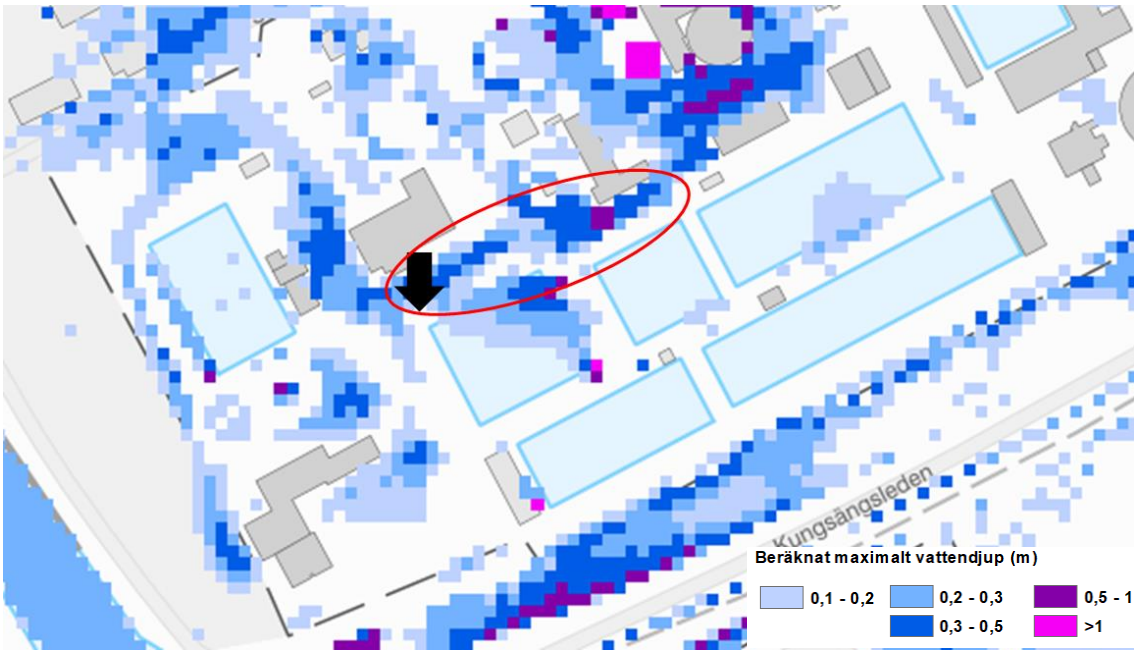 Kungsängsleden
Beräknat maximalt vattendjup (m)
0,1 - 0,2
0,2 - 0,3
0,5 - 1
0,3 - 0,5
>1